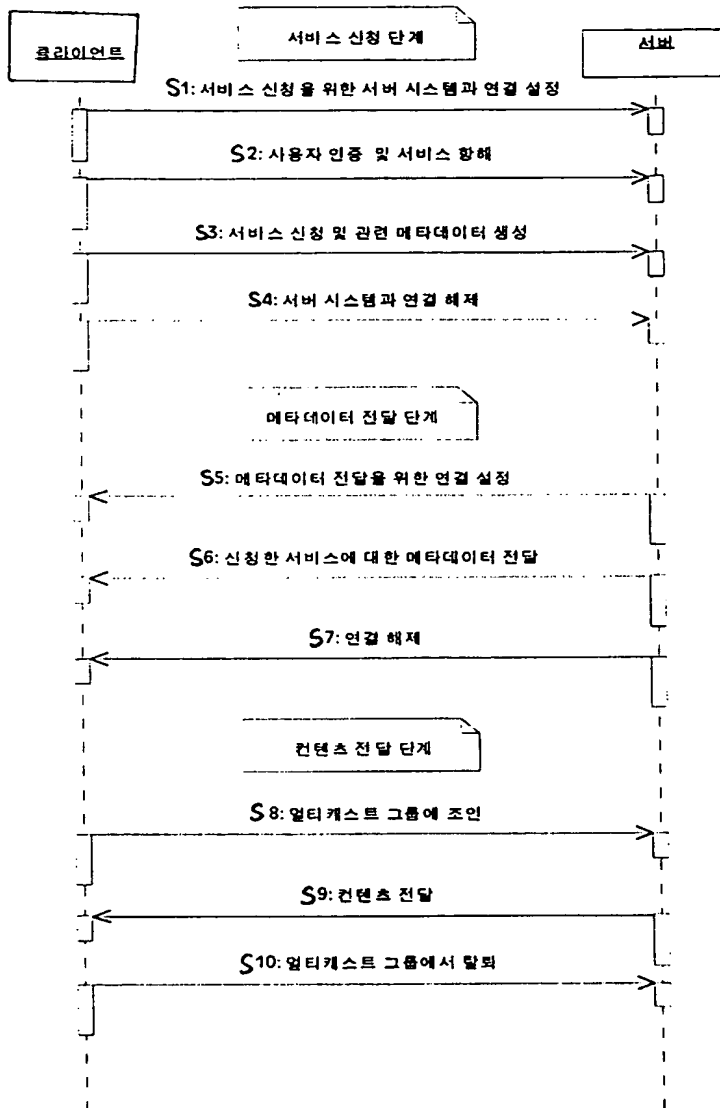 클라이언트
서비스 신청 단계
서버
S1: 서비스 신청을 위한 서버 시스템과 연결 설정
S2: 사용자 인증 및 서비스 항해
S3: 서비스 신청 및 관련 메타데이터 생성
S4: 서버 시스템과 연결 해제
메타데이터 전달 단계
S5: 메타데이터 전달을 위한 연결 설정
S6: 신청한 서비스에 대한 메타데이터 전달
S7: 연결 해제
컨텐츠 전달 단계
S8: 멀티캐스트 그룹에 조인
S9: 컨텐츠 전달
S10: 멀티캐스트 그룹에서 탈퇴